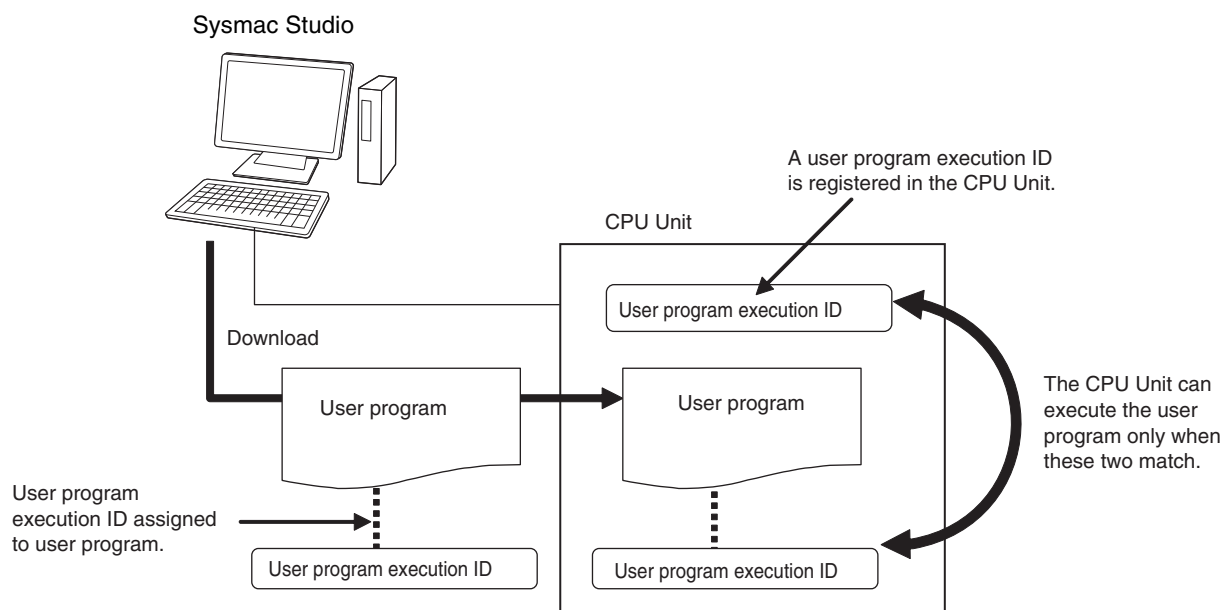 Sysmac Studio
A user program execution ID
is registered in the CPU Unit.
CPU Unit
User program execution ID
Download
User program
User program
The CPU Unit can
execute the user
program only when
these two match.
User program
execution ID assigned
to user program.
User program execution ID
User program execution ID